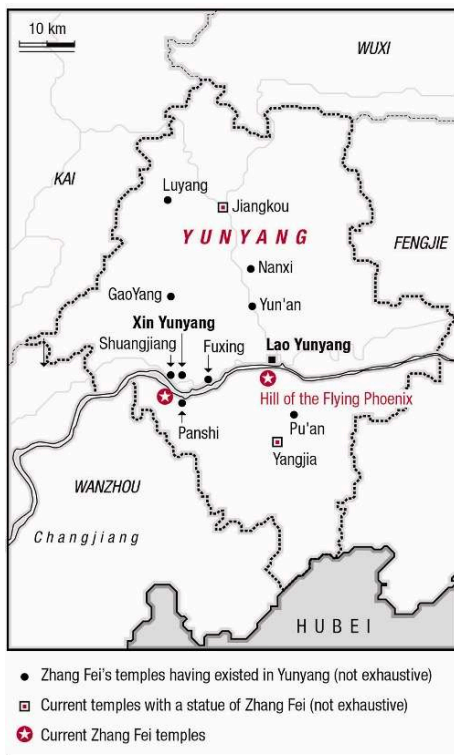 10 km
WUXI
KAI
Luyang
Jiangkou
YUNYANG
FENGJIE
Nanxi
GaoYang
Yun'an
Xin Yunyang
Shuangjiang
Fuxing
Lao Yunyang
Hill of the Flying Phoenix
Panshi
Pu'an
Yangjia
WANZHOU
Changjiang
HUBEI
Zhang Fei's temples having existed in Yunyang (not exhaustive)
Current temples with a statue of Zhang Fei (not exhaustive)
Current Zhang Fei temples